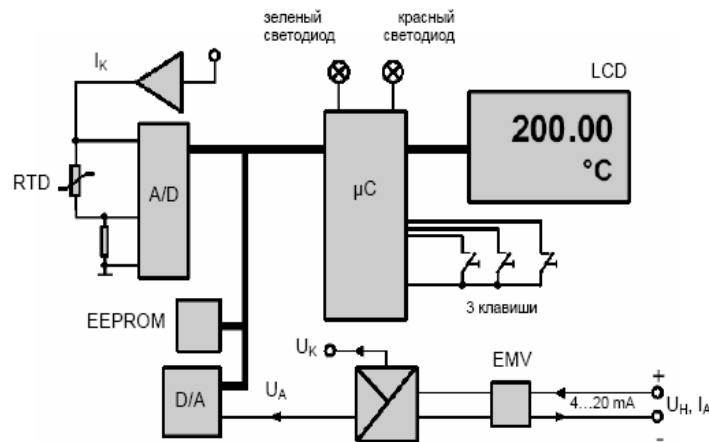 зеленый
светодиод
красный
светодиод
I_K
LCD
200.00
°C
RTD
A/D
µC
3 клавиши
EEPROM
U_K
EMV
D/A
U_A
4...20 mA
+
U_H, I_A
-